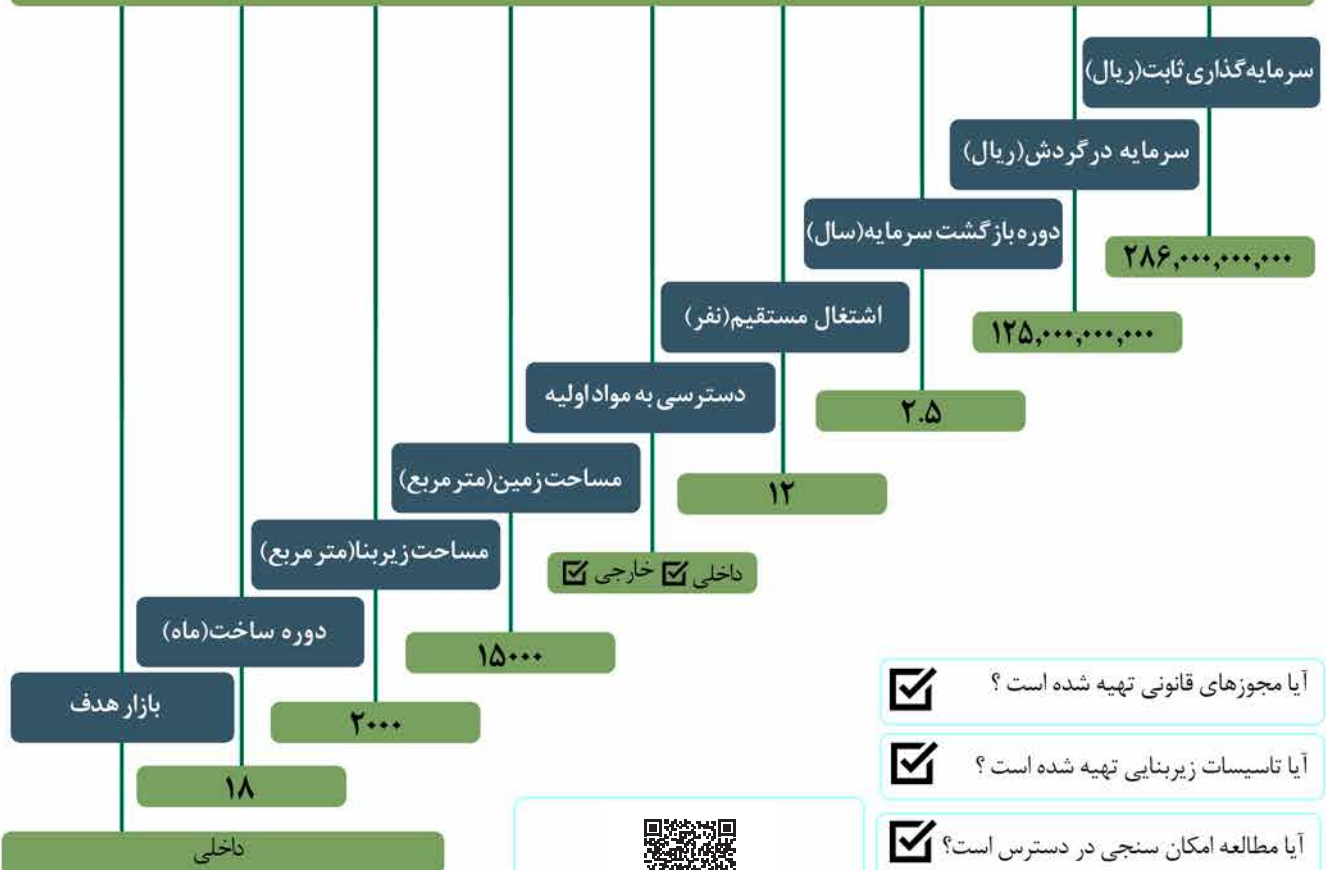 سرمایه‌گذاری ثابت(ریال)
۲۸۶,۰۰۰,۰۰۰,۰۰۰
سرمایه در گردش(ریال)
۱۲۵,۰۰۰,۰۰۰,۰۰۰
دوره بازگشت سرمایه(سال)
۲.۵
اشتغال مستقیم(نفر)
۱۲
دسترسی به مواد اولیه
داخلی ☑ خارجی ☑
مساحت زمین(متر مربع)
۱۵۰۰۰
مساحت زیربنا(متر مربع)
۲۰۰۰
دوره ساخت(ماه)
۱۸
بازار هدف
داخلی
آیا مجوزهای قانونی تهیه شده است ؟ ☑
آیا تاسیسات زیربنایی تهیه شده است ؟ ☑
آیا مطالعه امکان سنجی در دسترس است؟ ☑